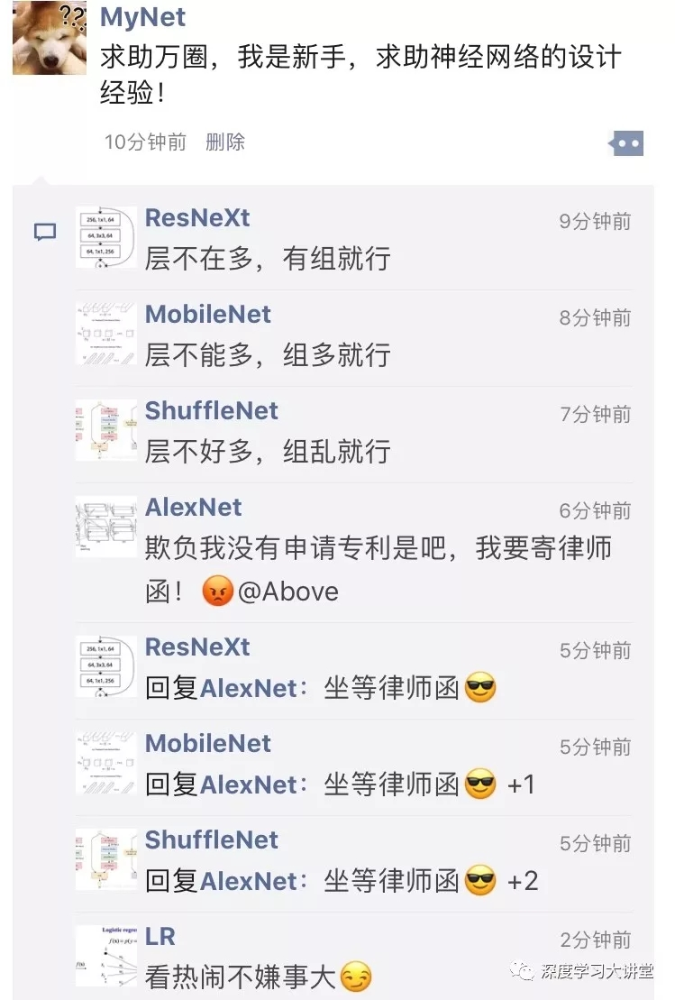 ???
MyNet
求助万圈，我是新手，求助神经网络的设计
经验！
10分钟前 删除
256, 1x1, 64
64, 3x3, 64
64, 1x1, 256
ResNeXt
9分钟前
层不在多，有组就行
MobileNet
8分钟前
层不能多，组多就行
ShuffleNet
7分钟前
层不好多，组乱就行
AlexNet
6分钟前
欺负我没有申请专利是吧，我要寄律师
函！😡@Above
256, 1x1, 64
64, 3x3, 64
64, 1x1, 256
ResNeXt
5分钟前
回复AlexNet：坐等律师函😎
MobileNet
5分钟前
回复AlexNet：坐等律师函😎 +1
ShuffleNet
5分钟前
回复AlexNet：坐等律师函😎 +2
Logistic regres
LR
2分钟前
看热闹不嫌事大😏
深度学习大讲堂